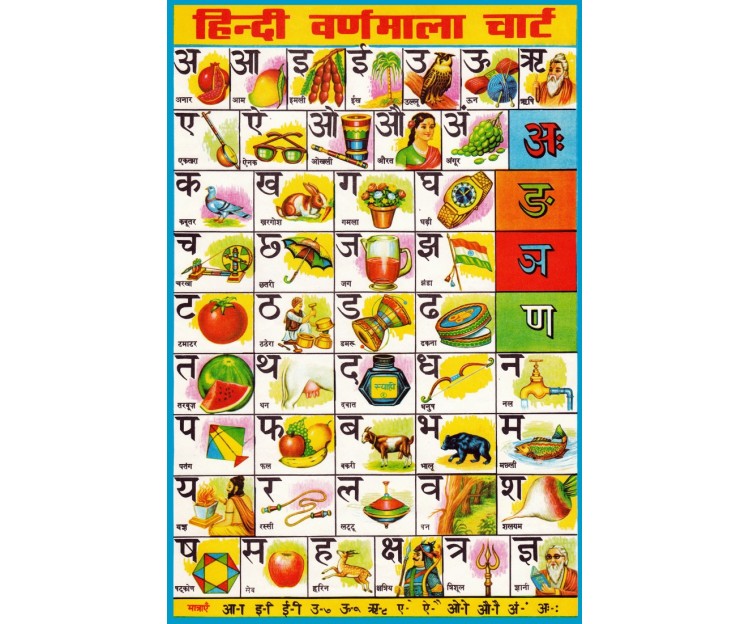 हिन्दी वर्णमाला चार्ट
अ आ इ ई उ ऊ ऋ
अनार आम इमली ईख उल्लू ऊन ऋषि
ए ऐ ओ औ अं अः
एकतारा ऐनक ओखली औरत अंगूर
क ख ग घ ङ
कबूतर खरगोश गमला घड़ी
च छ ज झ ञ
चरखा छतरी जग झंडा
ट ठ ड ढ ण
टमाटर ठठेरा डमरू ढकना
त थ द ध न
तरबूज थन दवात धनुष नल
प फ ब भ म
पतंग फल बकरी भालू मछली
य र ल व श
यज्ञ रस्सी लट्टू वन शलगम
ष स ह क्ष त्र ज्ञ
षट्कोण सेव हरिन क्षत्रिय त्रिशूल ज्ञानी
मात्राएँ आ-ा इ-ि ई-ी उ-ु ऊ-ू ऋ-ृ ए-े ऐ-ै ओ-ो औ-ौ अं-ं अः-ः